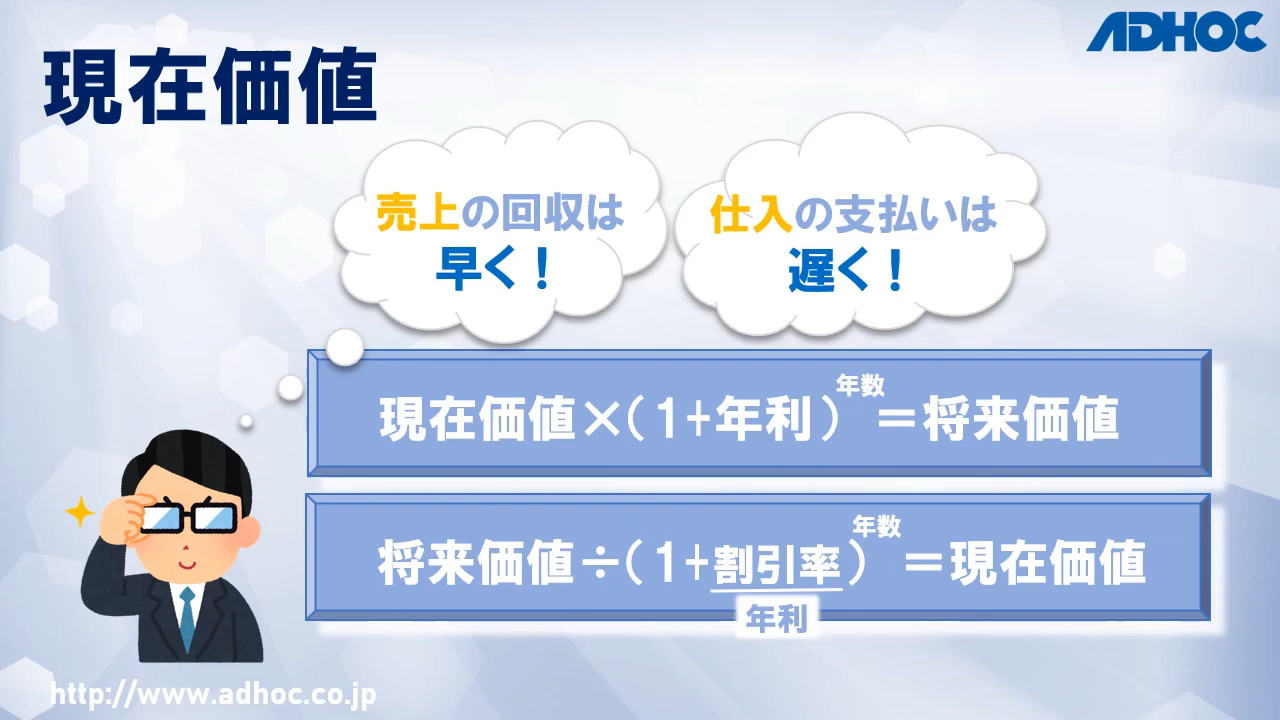 現在価値
ADHOC
売上の回収は
早く！
仕入の支払いは
遅く！
現在価値×（1+年利）年数＝将来価値
将来価値÷（1+割引率）年数＝現在価値
年利
http://www.adhoc.co.jp